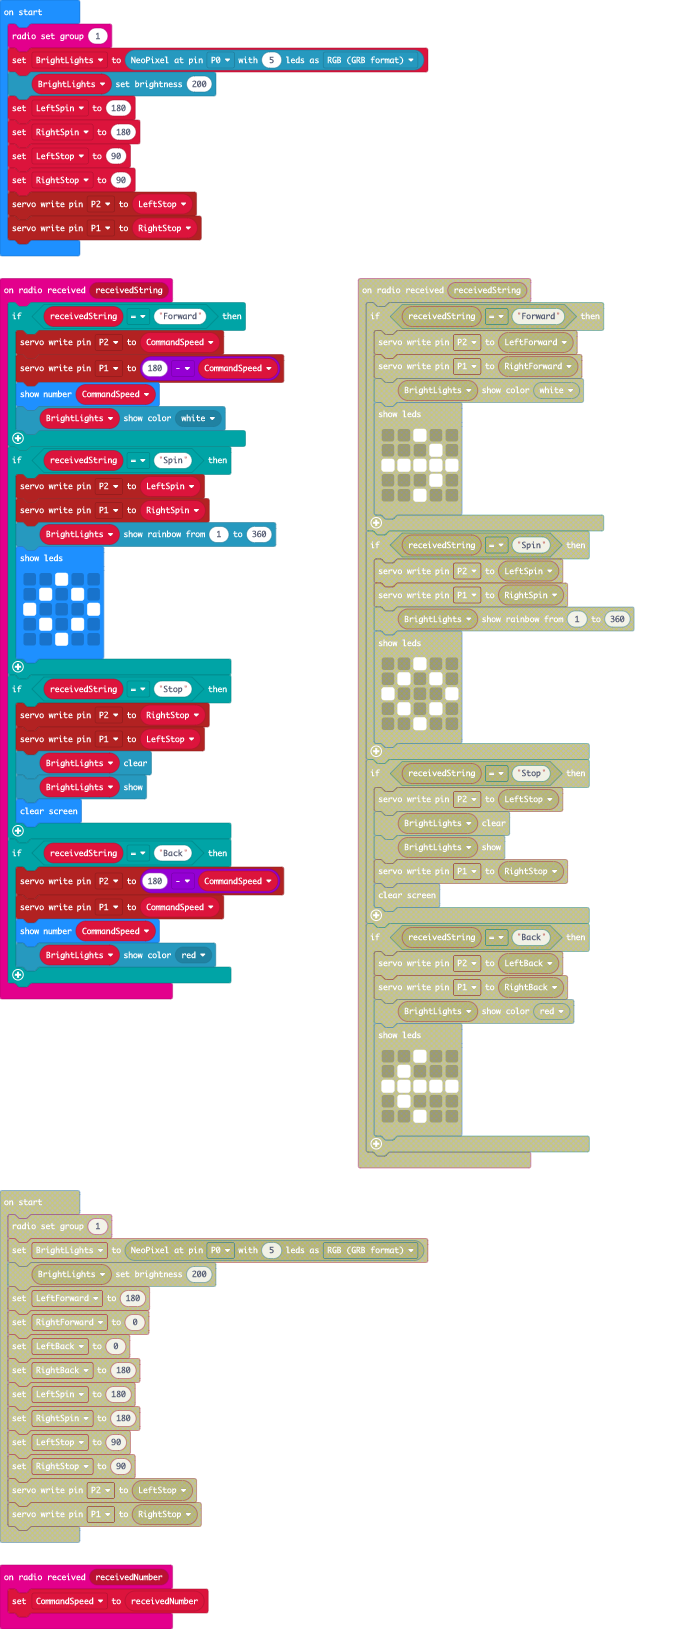 on start
radio set group 1
set BrightLights to NeoPixel at pin P0 with 5 leds as RGB (GRB format)
BrightLights set brightness 200
set LeftSpin to 180
set RightSpin to 180
set LeftStop to 90
set RightStop to 90
servo write pin P2 to LeftStop
servo write pin P1 to RightStop
on radio received receivedString
if receivedString = "Forward" then
servo write pin P2 to CommandSpeed
servo write pin P1 to 180 - CommandSpeed
show number CommandSpeed
BrightLights show color white
if receivedString = "Spin" then
servo write pin P2 to LeftSpin
servo write pin P1 to RightSpin
BrightLights show rainbow from 1 to 360
show leds
if receivedString = "Stop" then
servo write pin P2 to RightStop
servo write pin P1 to LeftStop
BrightLights clear
BrightLights show
clear screen
if receivedString = "Back" then
servo write pin P2 to 180 - CommandSpeed
servo write pin P1 to CommandSpeed
show number CommandSpeed
BrightLights show color red
on radio received receivedString
if receivedString = "Forward" then
servo write pin P2 to LeftForward
servo write pin P1 to RightForward
BrightLights show color white
show leds
if receivedString = "Spin" then
servo write pin P2 to LeftSpin
servo write pin P1 to RightSpin
BrightLights show rainbow from 1 to 360
show leds
if receivedString = "Stop" then
servo write pin P2 to LeftStop
BrightLights clear
BrightLights show
servo write pin P1 to RightStop
clear screen
if receivedString = "Back" then
servo write pin P2 to LeftBack
servo write pin P1 to RightBack
BrightLights show color red
show leds
on start
radio set group 1
set BrightLights to NeoPixel at pin P0 with 5 leds as RGB (GRB format)
BrightLights set brightness 200
set LeftForward to 180
set RightForward to 0
set LeftBack to 0
set RightBack to 180
set LeftSpin to 180
set RightSpin to 180
set LeftStop to 90
set RightStop to 90
servo write pin P2 to LeftStop
servo write pin P1 to RightStop
on radio received receivedNumber
set CommandSpeed to receivedNumber